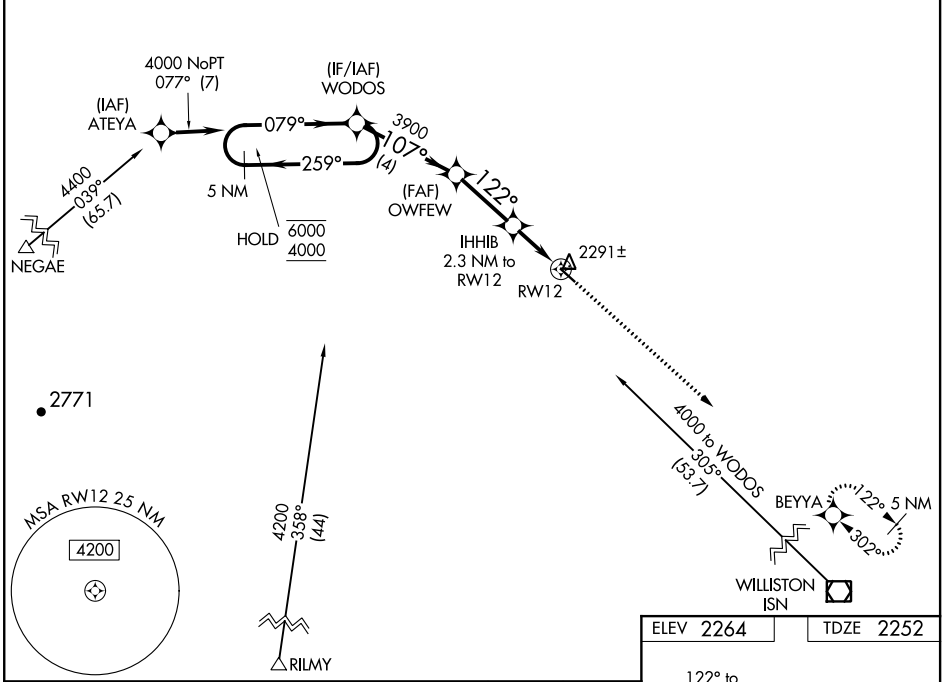 4000 NoPT
077° (7)
(IAF)
ATEYA
(IF/IAF)
WODOS
079°
259°
5 NM
HOLD
6000
4000
3900
107°
(4)
(FAF)
OWFEW
122°
IHHIB
2.3 NM to
RW12
RW12
2291±
4400
039°
(65.7)
NEGAE
2771
MSA RW12 25 NM
4200
4200
358°
(44)
RILMY
4000 to WODOS
305°
(53.7)
BEYYA
122°
5 NM
302°
WILLISTON
ISN
ELEV 2264
TDZE 2252
122° to